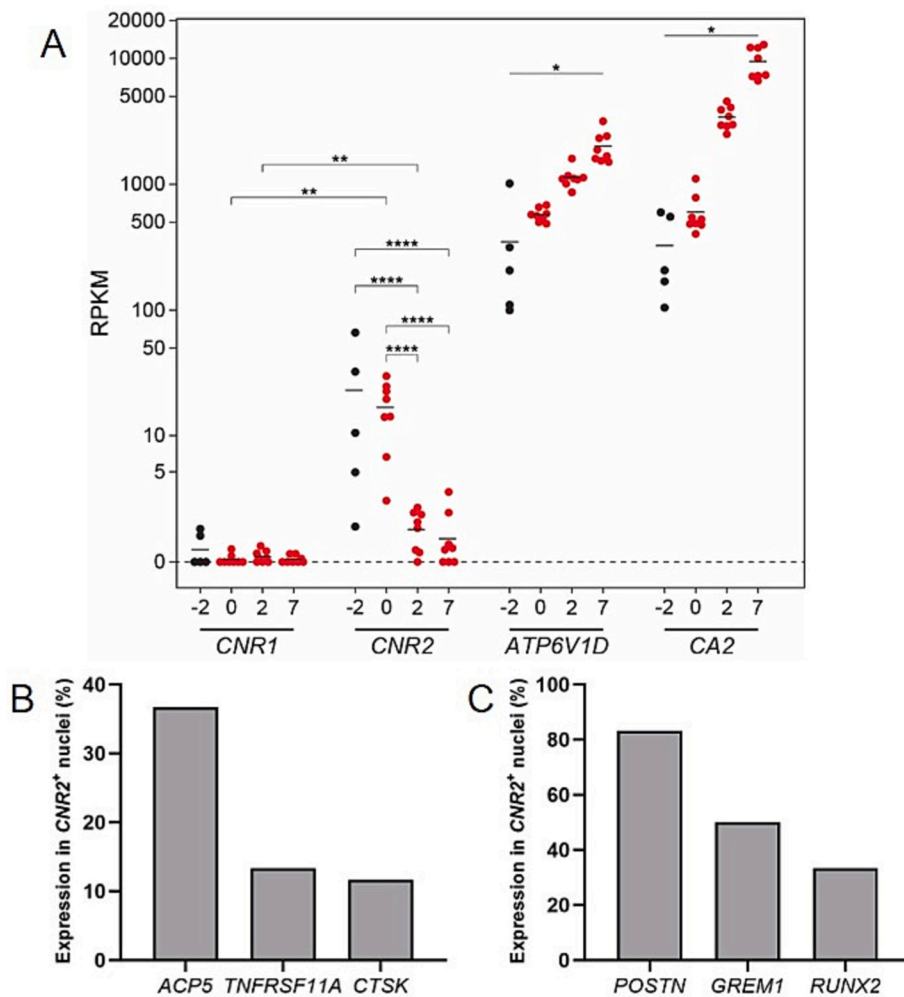 A
20000
10000
5000
1000
500
100
50
10
5
0
RPKM
*
*
**
**
****
****
****
****
-2 0 2 7 -2 0 2 7 -2 0 2 7 -2 0 2 7
CNR1 CNR2 ATP6V1D CA2
B
40
30
20
10
0
Expression in CNR2+ nuclei (%)
ACP5 TNFRSF11A CTSK
C
100
80
60
40
20
0
Expression in CNR2+ nuclei (%)
POSTN GREM1 RUNX2